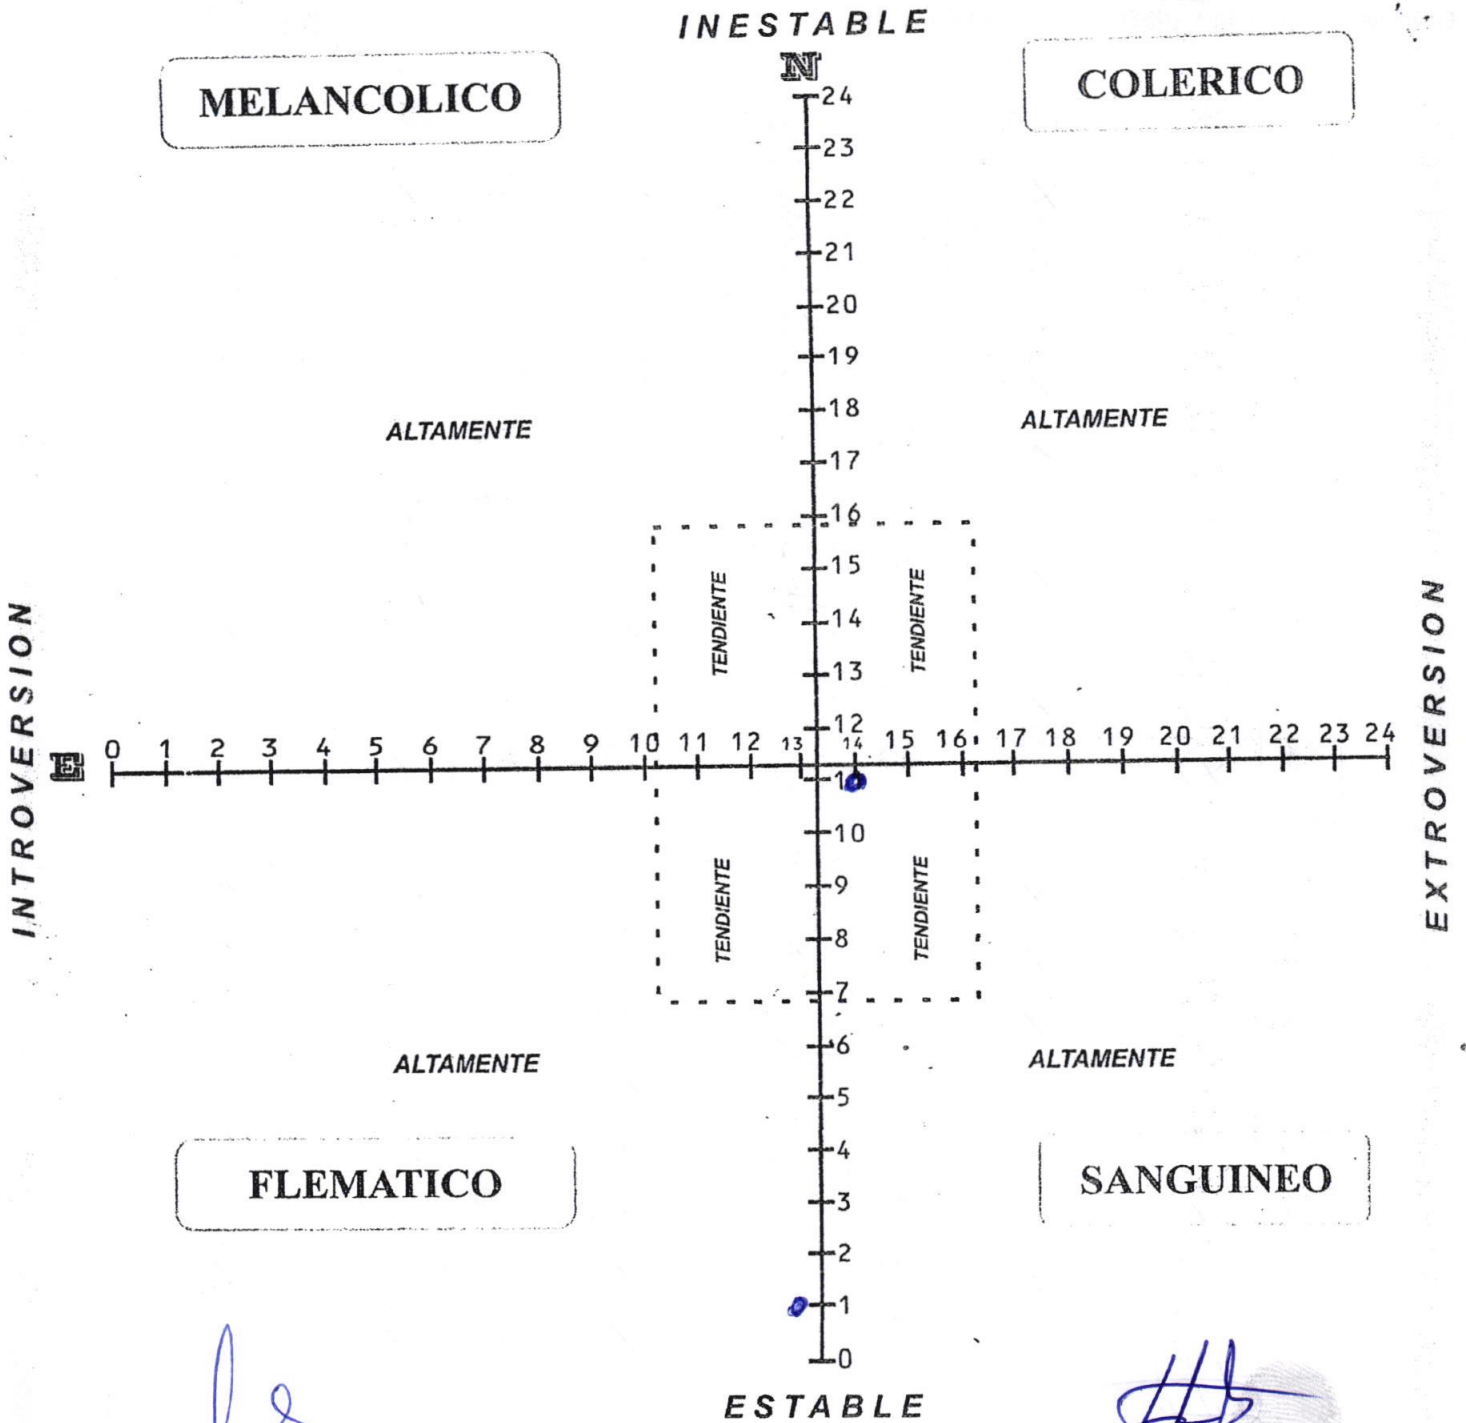 INESTABLE
N
MELANCOLICO
COLERICO
24
23
22
21
20
19
18
17
16
15
14
13
12
ALTAMENTE
ALTAMENTE
TENDIENTE
TENDIENTE
INTROVERSION
EXTROVERSION
E
0 1 2 3 4 5 6 7 8 9 10 11 12 13 14 15 16 17 18 19 20 21 22 23 24
10
9
8
7
6
5
4
3
2
1
0
TENDIENTE
TENDIENTE
ALTAMENTE
ALTAMENTE
FLEMATICO
SANGUINEO
ESTABLE